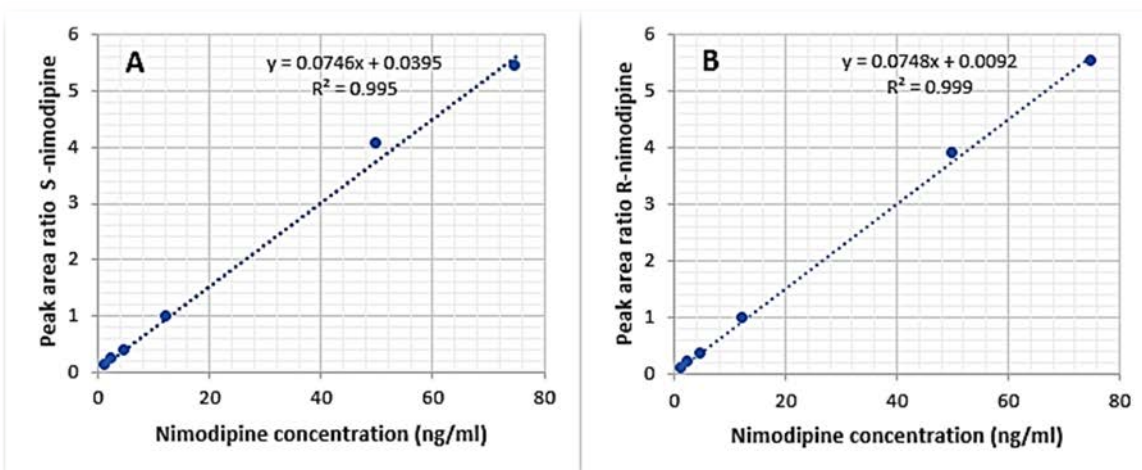 A
y = 0.0746x + 0.0395
R² = 0.995
6
5
4
3
2
1
0
0 20 40 60 80
Peak area ratio S -nimodipine
Nimodipine concentration (ng/ml)
B
y = 0.0748x + 0.0092
R² = 0.999
6
5
4
3
2
1
0
0 20 40 60 80
Peak area ratio R-nimodipine
Nimodipine concentration (ng/ml)